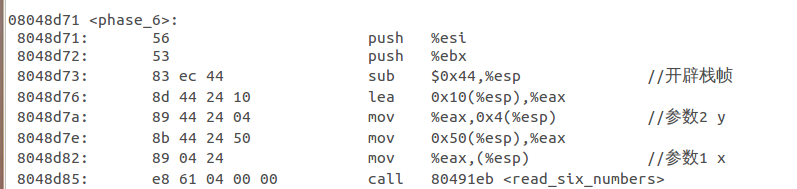 08048d71 <phase_6>:
8048d71: 56 push %esi
8048d72: 53 push %ebx
8048d73: 83 ec 44 sub $0x44,%esp //开辟栈帧
8048d76: 8d 44 24 10 lea 0x10(%esp),%eax
8048d7a: 89 44 24 04 mov %eax,0x4(%esp) //参数2 y
8048d7e: 8b 44 24 50 mov 0x50(%esp),%eax
8048d82: 89 04 24 mov %eax,(%esp) //参数1 x
8048d85: e8 61 04 00 00 call 80491eb <read_six_numbers>